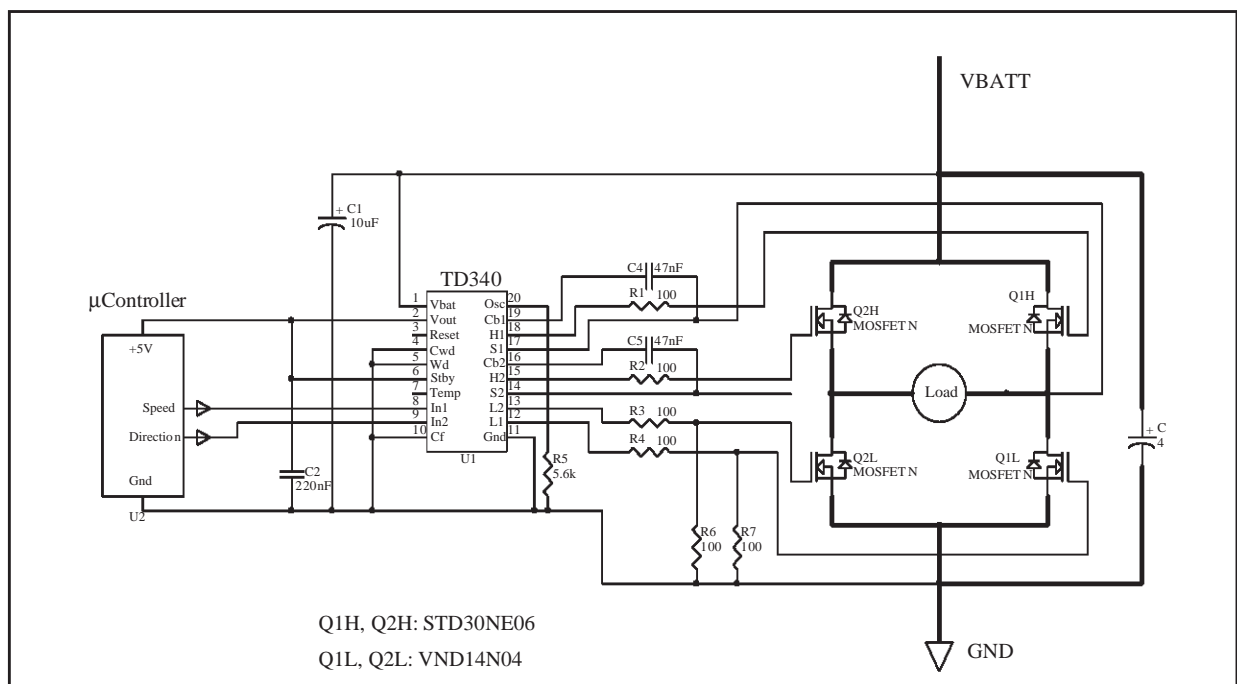 VBATT
C1
10uF
+
TD340
µController
+5V
Speed
Direction
Gnd
U2
1
2
3
4
5
6
7
8
9
10
Vbat
Vout
Reset
Cwd
Wd
Stby
Temp
In1
In2
Cf
Osc
Cb1
H1
S1
Cb2
H2
S2
L2
L1
Gnd
20
19
18
17
16
15
14
13
12
11
U1
C2
220nF
C4 47nF
R1 100
C5 47nF
R2
100
R3 100
R4 100
R5
5.6k
R6
100
R7
100
Q2H
MOSFET N
Q1H
MOSFET N
Load
Q2L
MOSFET N
Q1L
MOSFET N
+ C
4
Q1H, Q2H: STD30NE06
Q1L, Q2L: VND14N04
GND